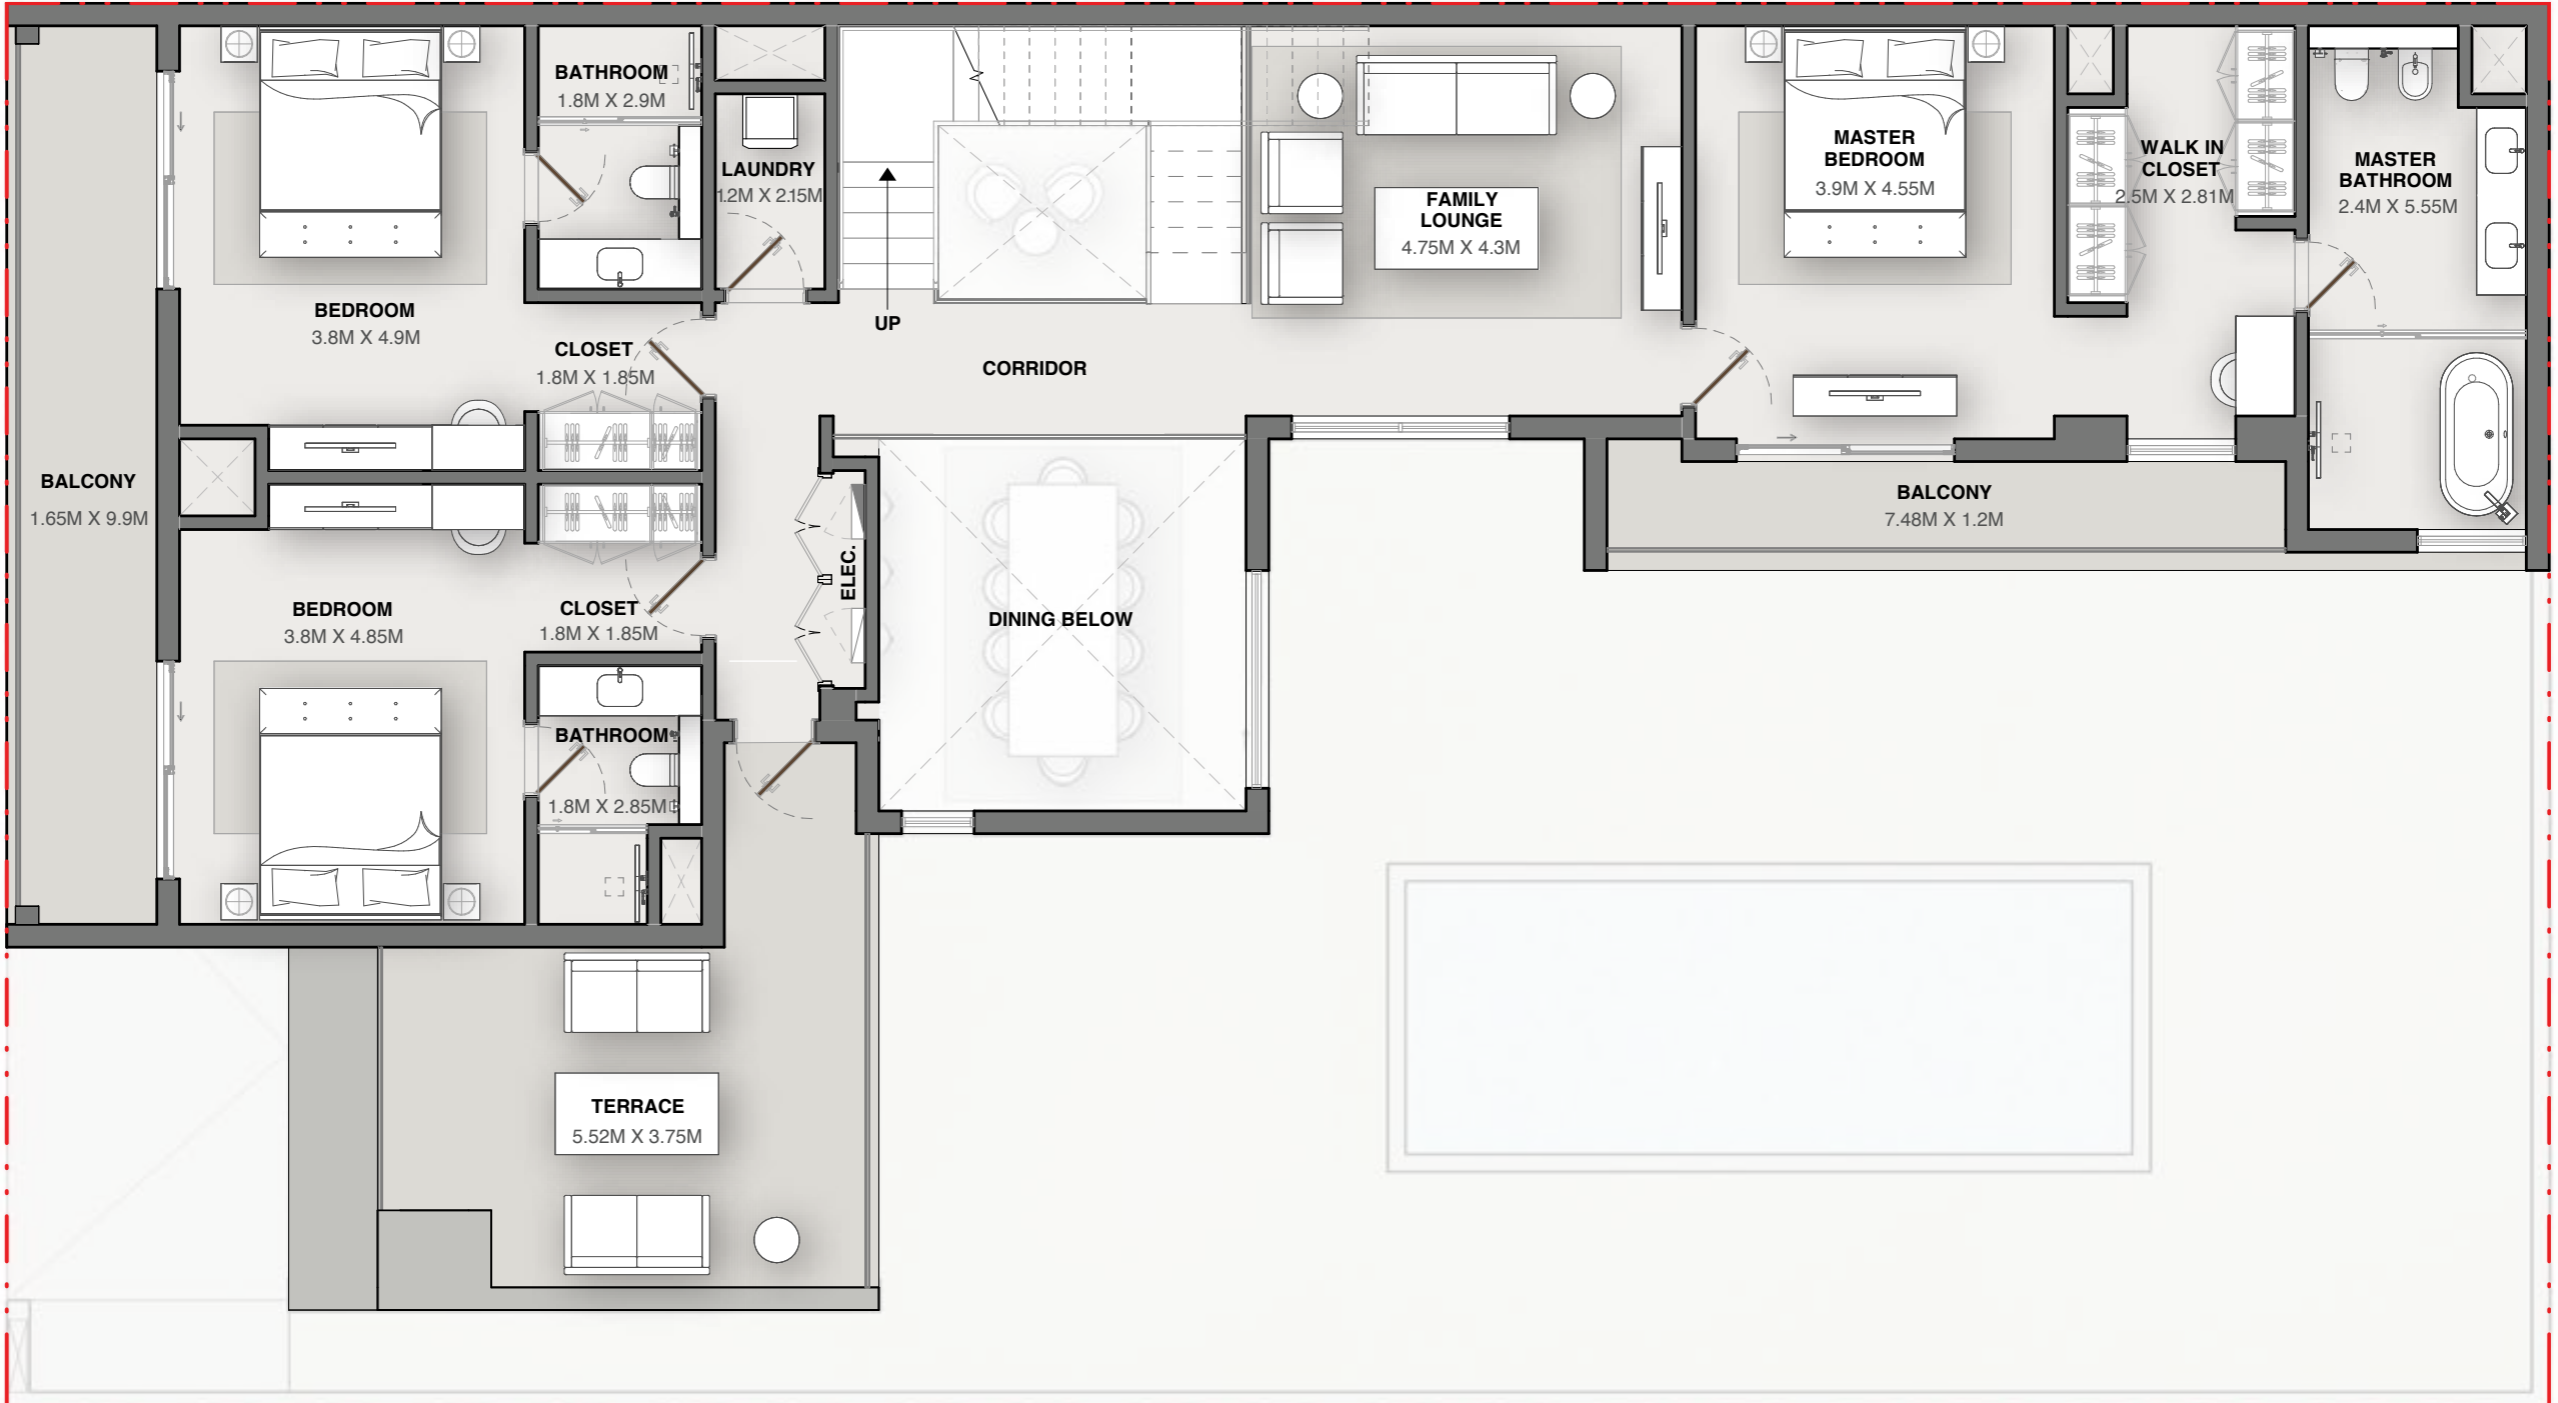 BATHROOM
1.8M X 2.9M
LAUNDRY
1.2M X 2.15M
MASTER
BEDROOM
3.9M X 4.55M
WALK IN
CLOSET
2.5M X 2.81M
MASTER
BATHROOM
2.4M X 5.55M
FAMILY
LOUNGE
4.75M X 4.3M
BEDROOM
3.8M X 4.9M
UP
CLOSET
1.8M X 1.85M
CORRIDOR
BALCONY
1.65M X 9.9M
BALCONY
7.48M X 1.2M
ELEC.
BEDROOM
3.8M X 4.85M
CLOSET
1.8M X 1.85M
DINING BELOW
BATHROOM
1.8M X 2.85M
TERRACE
5.52M X 3.75M